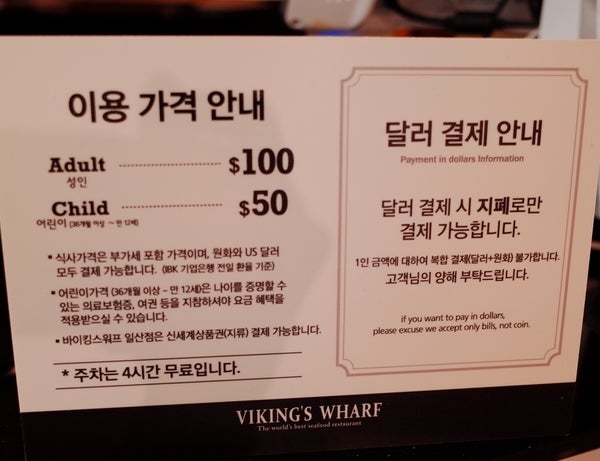 이용 가격 안내
Adult $100
성인
Child $50
어린이 (36개월 이상 ~ 만 12세)
▪ 식사가격은 부가세 포함 가격이며, 원화와 US 달러
모두 결제 가능합니다. (IBK 기업은행 전일 환율 기준)
▪ 어린이가격 (36개월 이상 ~ 만 12세)은 나이를 증명할 수
있는 의료보험증, 여권 등을 지참하셔야 요금 혜택을
적용받으실 수 있습니다.
▪ 바이킹스워프 일산점은 신세계상품권(지류) 결제 가능합니다.
* 주차는 4시간 무료입니다.
달러 결제 안내
Payment in dollars Information
달러 결제 시 지폐로만
결제 가능합니다.
1인 금액에 대하여 복합 결제(달러+원화) 불가합니다.
고객님의 양해 부탁드립니다.
if you want to pay in dollars,
please excuse we accept only bills, not coin.
VIKING'S WHARF
The world's best seafood restaurant